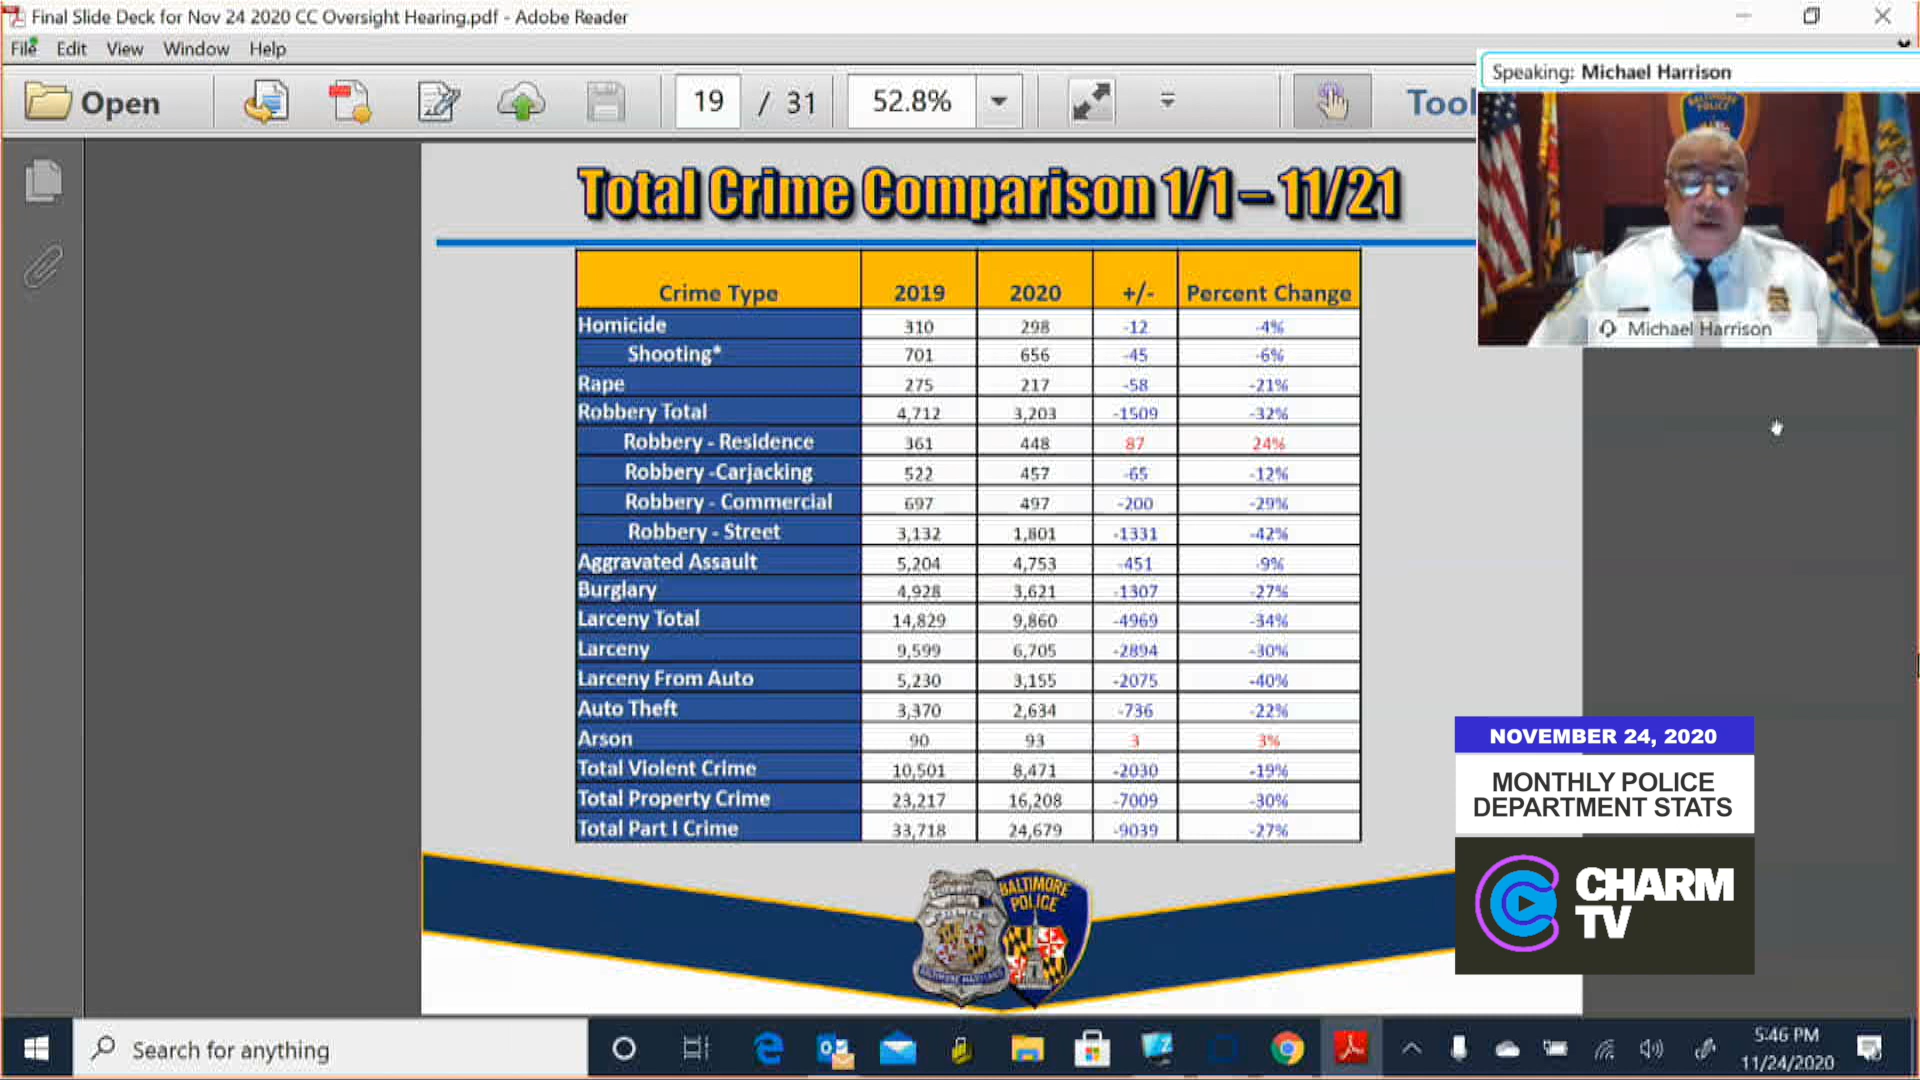 Final Slide Deck for Nov 24 2020 CC Oversight Hearing.pdf - Adobe Reader
File Edit View Window Help
Open 19 / 31 52.8% Tool
Speaking: Michael Harrison
Michael Harrison
Total Crime Comparison 1/1 – 11/21
Crime Type 2019 2020 +/- Percent Change
Homicide 310 298 -12 -4%
Shooting* 701 656 -45 -6%
Rape 275 217 -58 -21%
Robbery Total 4,712 3,203 -1509 -32%
Robbery - Residence 361 448 87 24%
Robbery -Carjacking 522 457 -65 -12%
Robbery - Commercial 697 497 -200 -29%
Robbery - Street 3,132 1,801 -1331 -42%
Aggravated Assault 5,204 4,753 -451 -9%
Burglary 4,928 3,621 -1307 -27%
Larceny Total 14,829 9,860 -4969 -34%
Larceny 9,599 6,705 -2894 -30%
Larceny From Auto 5,230 3,155 -2075 -40%
Auto Theft 3,370 2,634 -736 -22%
Arson 90 93 3 3%
Total Violent Crime 10,501 8,471 -2030 -19%
Total Property Crime 23,217 16,208 -7009 -30%
Total Part I Crime 33,718 24,679 -9039 -27%
NOVEMBER 24, 2020
MONTHLY POLICE
DEPARTMENT STATS
CHARM
TV
BALTIMORE
POLICE
Search for anything
5:46 PM
11/24/2020